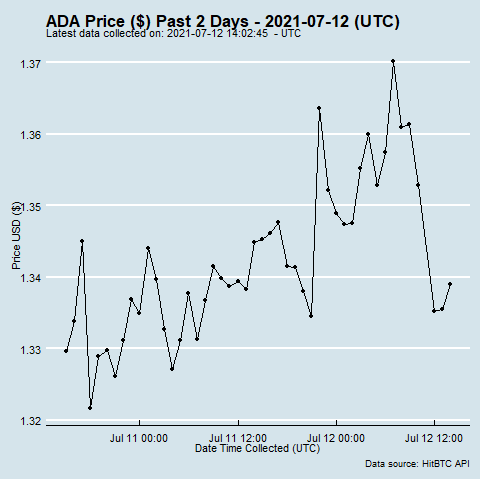 ADA Price ($) Past 2 Days - 2021-07-12 (UTC)
Latest data collected on: 2021-07-12 14:02:45 - UTC
1.37
1.36
1.35
1.34
1.33
1.32
Price USD ($)
Jul 11 00:00
Jul 11 12:00
Jul 12 00:00
Jul 12 12:00
Date Time Collected (UTC)
Data source: HitBTC API